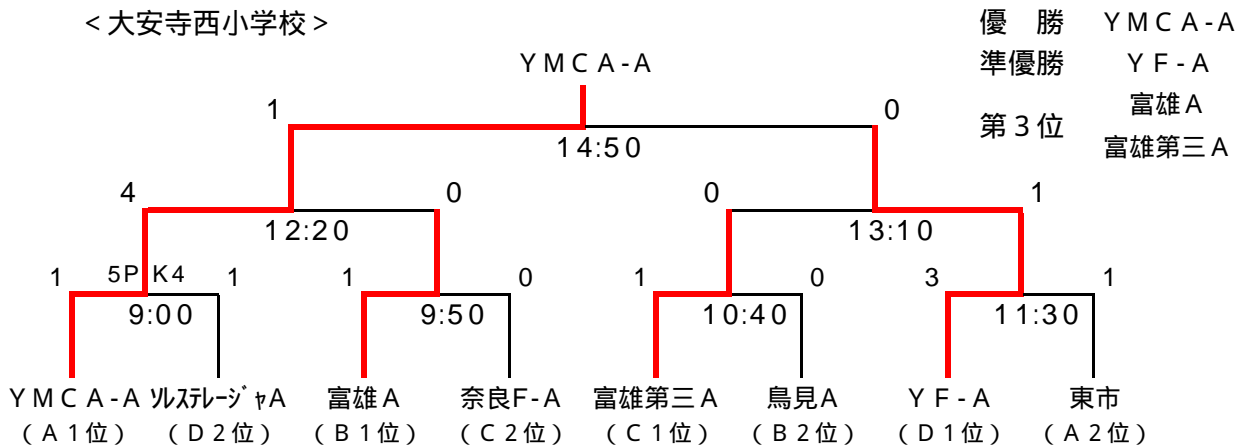 ＜大安寺西小学校＞
優　勝　ＹＭＣＡ-Ａ
準優勝　ＹＦ-Ａ
第３位　富雄Ａ
富雄第三Ａ
ＹＭＣＡ-Ａ
1　0
14:50
4　0　0　1
12:20　13:10
1　5PK4　1　1　0　1　0　3　1
9:00　9:50　10:40　11:30
ＹＭＣＡ-Ａ　ｿﾙｽﾃﾚｰｼﾞｬA　富雄Ａ　奈良F-A　富雄第三Ａ　鳥見A　ＹＦ-Ａ　東市
（Ａ１位）　（Ｄ２位）　（Ｂ１位）　（Ｃ２位）　（Ｃ１位）　（Ｂ２位）　（Ｄ１位）　（Ａ２位）